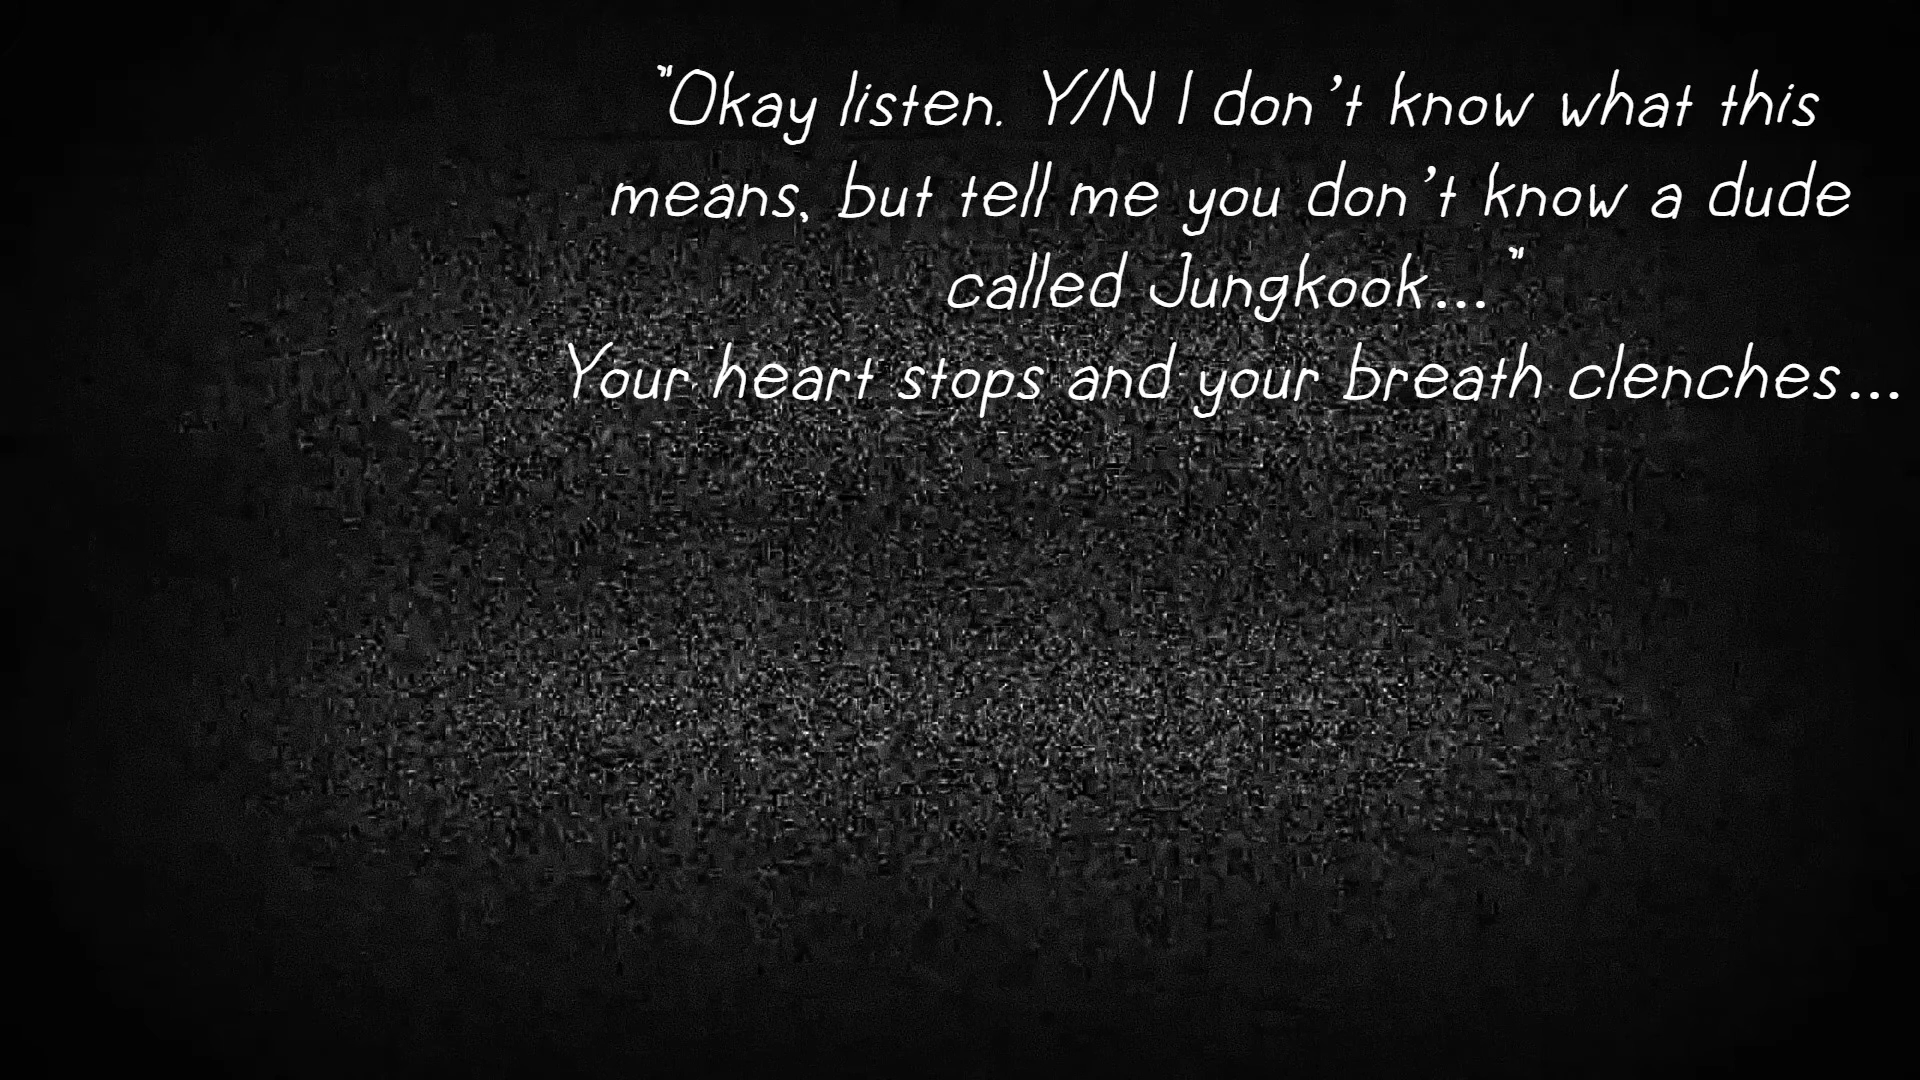 "Okay listen. Y/N I don't know what this
means, but tell me you don't know a dude
called Jungkook... "
Your heart stops and your breath clenches...